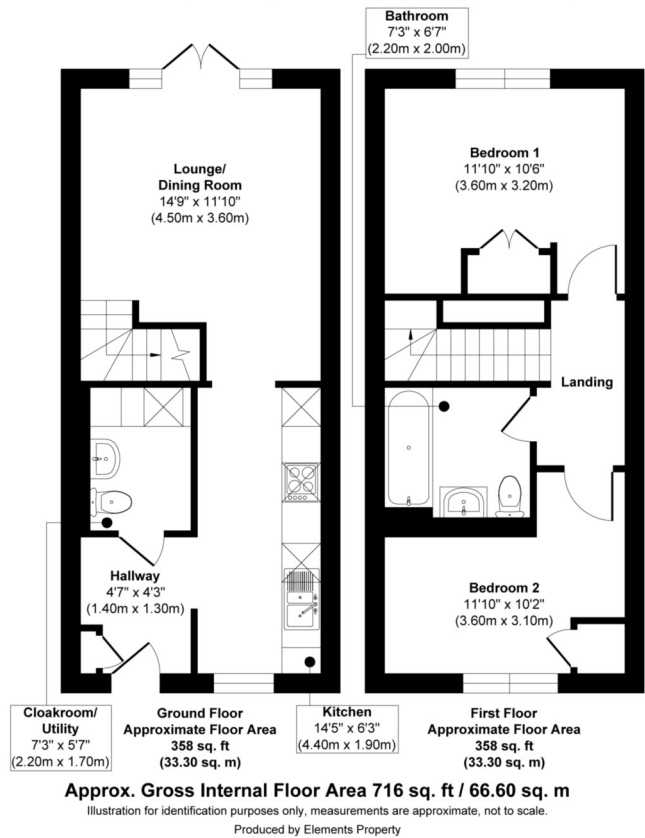 Bathroom
7'3" x 6'7"
(2.20m x 2.00m)
Lounge/
Dining Room
14'9" x 11'10"
(4.50m x 3.60m)
Bedroom 1
11'10" x 10'6"
(3.60m x 3.20m)
Landing
Hallway
4'7" x 4'3"
(1.40m x 1.30m)
Bedroom 2
11'10" x 10'2"
(3.60m x 3.10m)
Cloakroom/
Utility
7'3" x 5'7"
(2.20m x 1.70m)
Ground Floor
Approximate Floor Area
358 sq. ft
(33.30 sq. m)
Kitchen
14'5" x 6'3"
(4.40m x 1.90m)
First Floor
Approximate Floor Area
358 sq. ft
(33.30 sq. m)
Approx. Gross Internal Floor Area 716 sq. ft / 66.60 sq. m
Illustration for identification purposes only, measurements are approximate, not to scale.
Produced by Elements Property